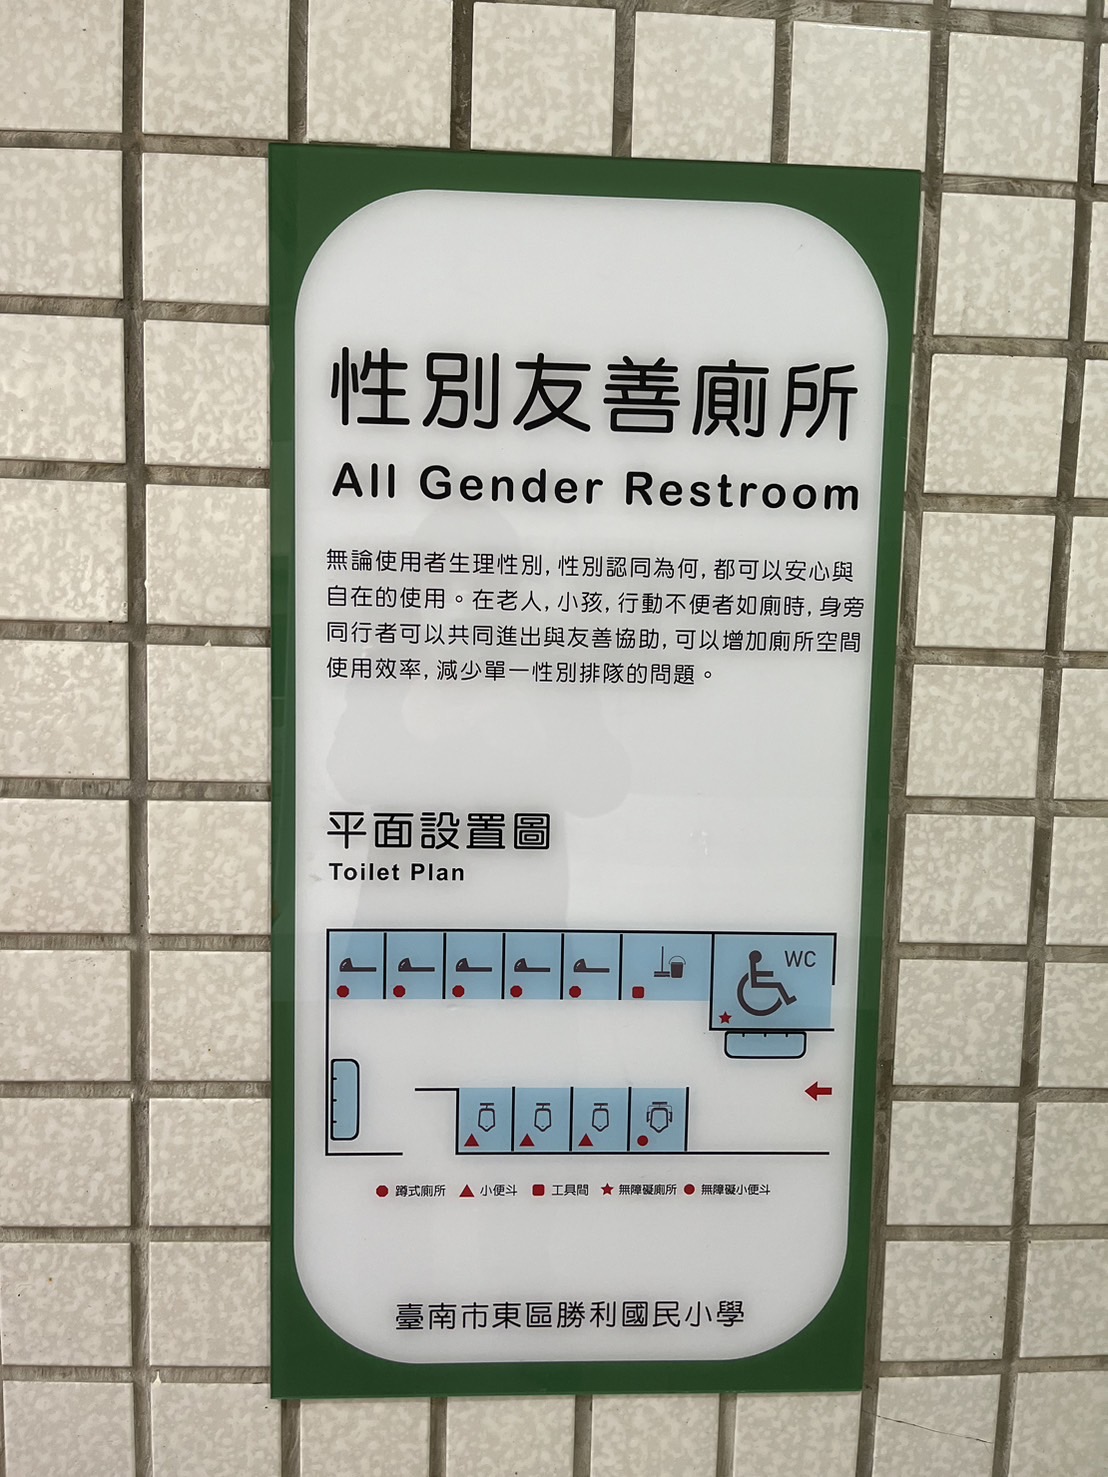 性別友善廁所
All Gender Restroom
無論使用者生理性別, 性別認同為何, 都可以安心與
自在的使用。在老人, 小孩, 行動不便者如廁時, 身旁
同行者可以共同進出與友善協助, 可以增加廁所空間
使用效率, 減少單一性別排隊的問題。
平面設置圖
Toilet Plan
WC
蹲式廁所 小便斗 工具間 無障礙廁所 無障礙小便斗
臺南市東區勝利國民小學